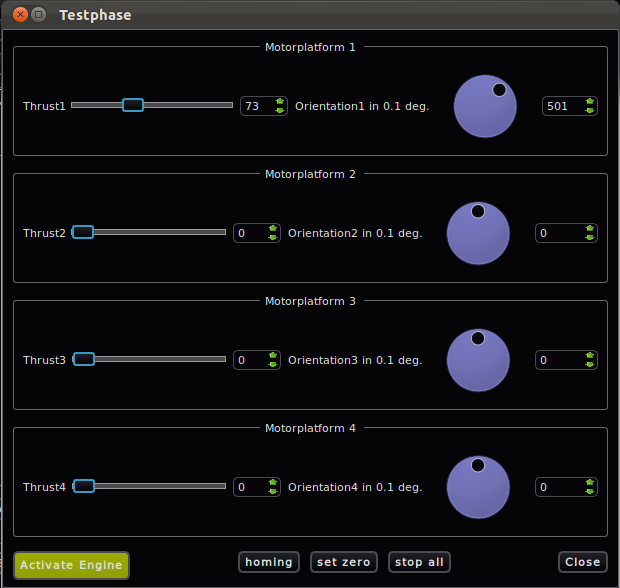 Testphase
Motorplatform 1
Thrust1 73 Orientation1 in 0.1 deg. 501
Motorplatform 2
Thrust2 0 Orientation2 in 0.1 deg. 0
Motorplatform 3
Thrust3 0 Orientation3 in 0.1 deg. 0
Motorplatform 4
Thrust4 0 Orientation4 in 0.1 deg. 0
Activate Engine homing set zero stop all Close